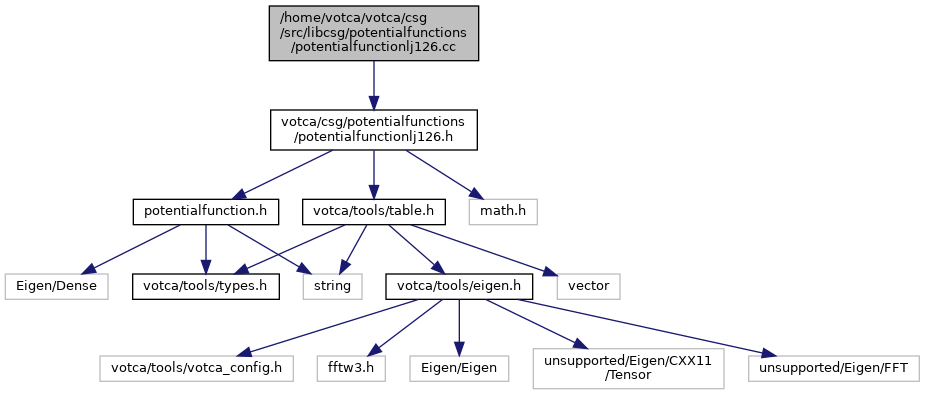 /home/votca/votca/csg
/src/libcsg/potentialfunctions
/potentialfunctionlj126.cc
votca/csg/potentialfunctions
/potentialfunctionlj126.h
potentialfunction.h
votca/tools/table.h
math.h
Eigen/Dense
votca/tools/types.h
string
votca/tools/eigen.h
vector
votca/tools/votca_config.h
fftw3.h
Eigen/Eigen
unsupported/Eigen/CXX11
/Tensor
unsupported/Eigen/FFT